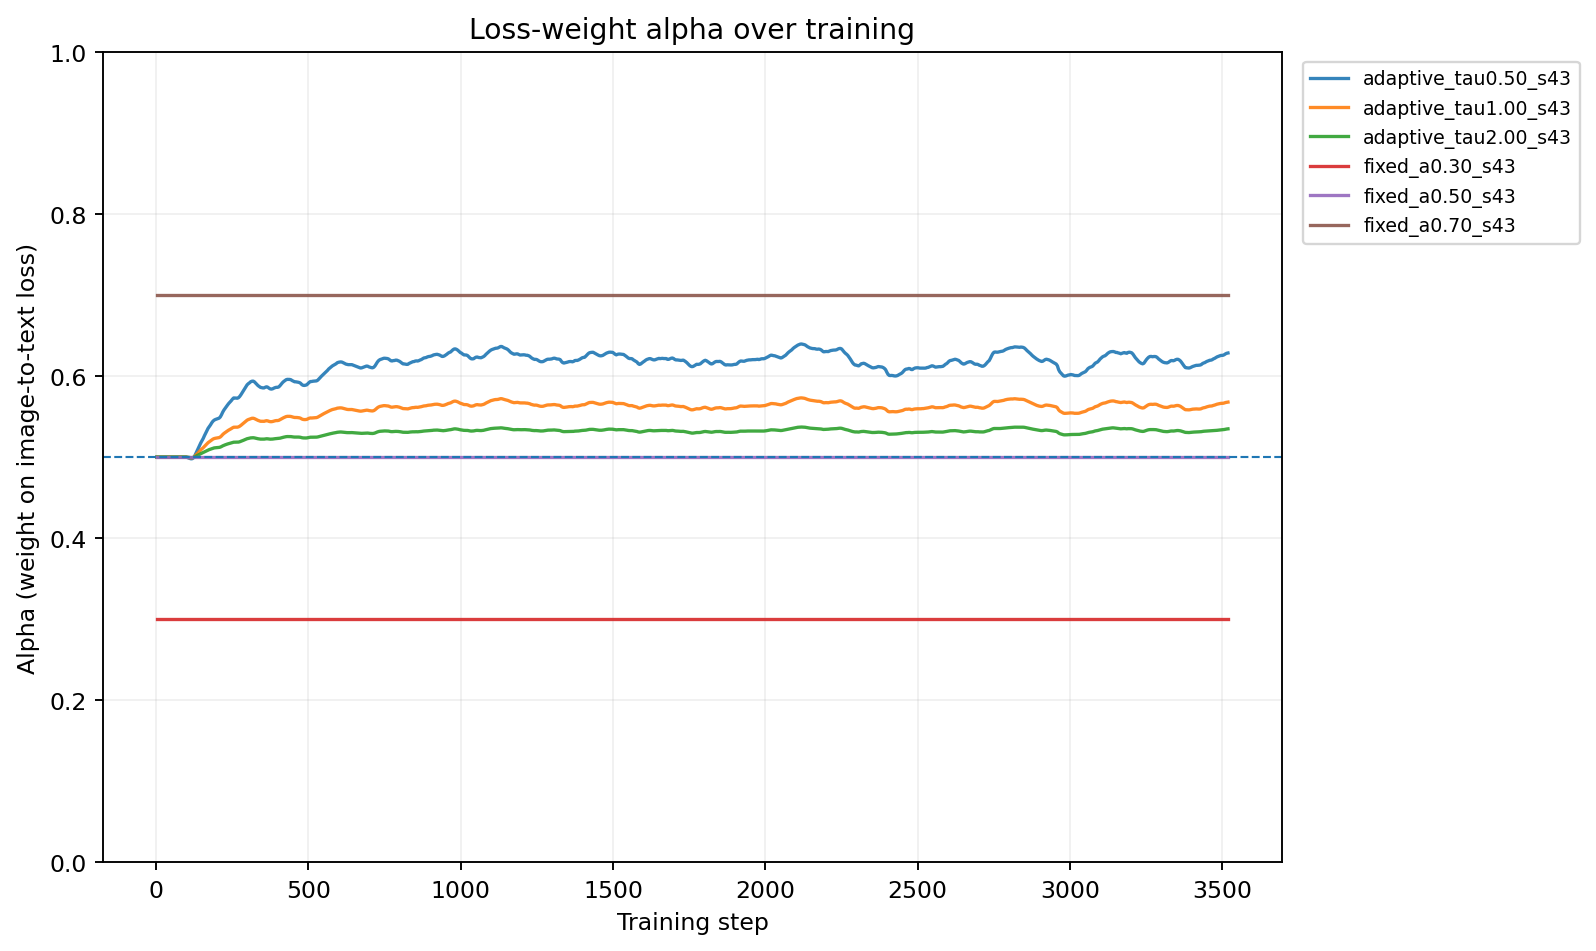 Loss-weight alpha over training
1.0
0.8
0.6
0.4
0.2
0.0
Alpha (weight on image-to-text loss)
0 500 1000 1500 2000 2500 3000 3500
Training step
adaptive_tau0.50_s43
adaptive_tau1.00_s43
adaptive_tau2.00_s43
fixed_a0.30_s43
fixed_a0.50_s43
fixed_a0.70_s43